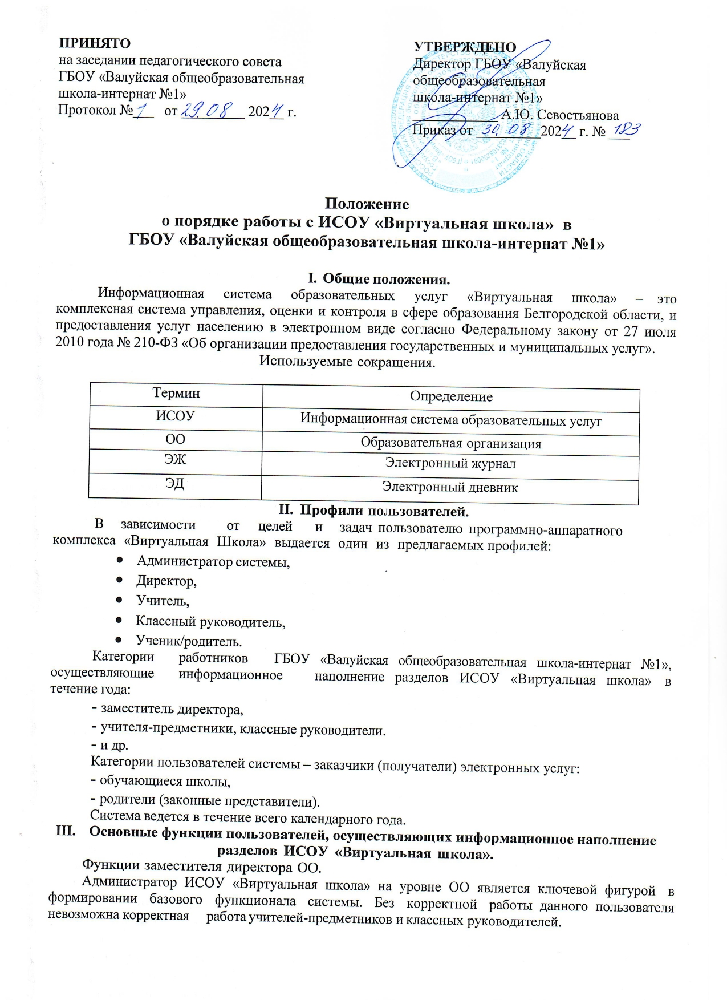 ПРИНЯТО
на заседании педагогического совета
ГБОУ «Валуйская общеобразовательная
школа-интернат №1»
Протокол № 1 от 29.08 2024 г.
УТВЕРЖДЕНО
Директор ГБОУ «Валуйская
общеобразовательная
школа-интернат №1»
____________ А.Ю. Севостьянова
Приказ от 30.08 2024 г. № 183
Положение
о порядке работы с ИСОУ «Виртуальная школа» в
ГБОУ «Валуйская общеобразовательная школа-интернат №1»
I. Общие положения.
Информационная система образовательных услуг «Виртуальная школа» – это
комплексная система управления, оценки и контроля в сфере образования Белгородской области, и
предоставления услуг населению в электронном виде согласно Федеральному закону от 27 июля
2010 года № 210-ФЗ «Об организации предоставления государственных и муниципальных услуг».
Используемые сокращения.
Термин Определение
ИСОУ Информационная система образовательных услуг
ОО Образовательная организация
ЭЖ Электронный журнал
ЭД Электронный дневник
II. Профили пользователей.
В зависимости от целей и задач пользователю программно-аппаратного
комплекса «Виртуальная Школа» выдается один из предлагаемых профилей:
• Администратор системы,
• Директор,
• Учитель,
• Классный руководитель,
• Ученик/родитель.
Категории работников ГБОУ «Валуйская общеобразовательная школа-интернат №1»,
осуществляющие информационное наполнение разделов ИСОУ «Виртуальная школа» в
течение года:
- заместитель директора,
- учителя-предметники, классные руководители.
- и др.
Категории пользователей системы – заказчики (получатели) электронных услуг:
- обучающиеся школы,
- родители (законные представители).
Система ведется в течение всего календарного года.
III. Основные функции пользователей, осуществляющих информационное наполнение
разделов ИСОУ «Виртуальная школа».
Функции заместителя директора ОО.
Администратор ИСОУ «Виртуальная школа» на уровне ОО является ключевой фигурой в
формировании базового функционала системы. Без корректной работы данного пользователя
невозможна корректная работа учителей-предметников и классных руководителей.